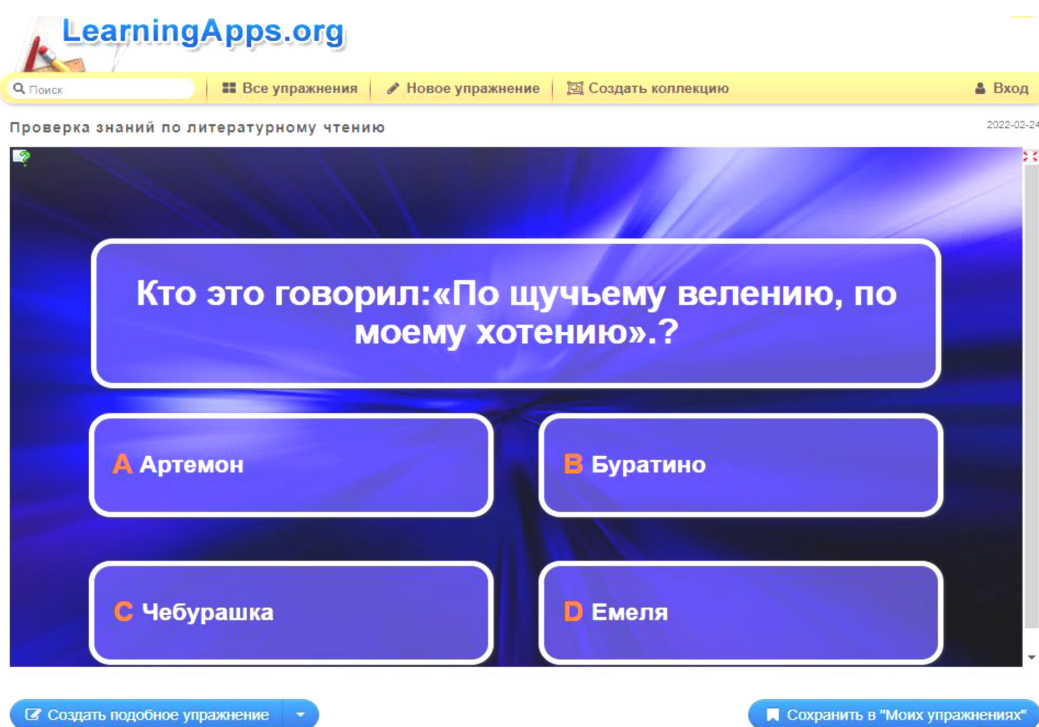 LearningApps.org
Поиск
Все упражнения
Новое упражнение
Создать коллекцию
Вход
Проверка знаний по литературному чтению
2022-02-24
Кто это говорил:«По щучьему велению, по
моему хотению».?
A Артемон
B Буратино
C Чебурашка
D Емеля
Создать подобное упражнение
Сохранить в "Моих упражнениях"